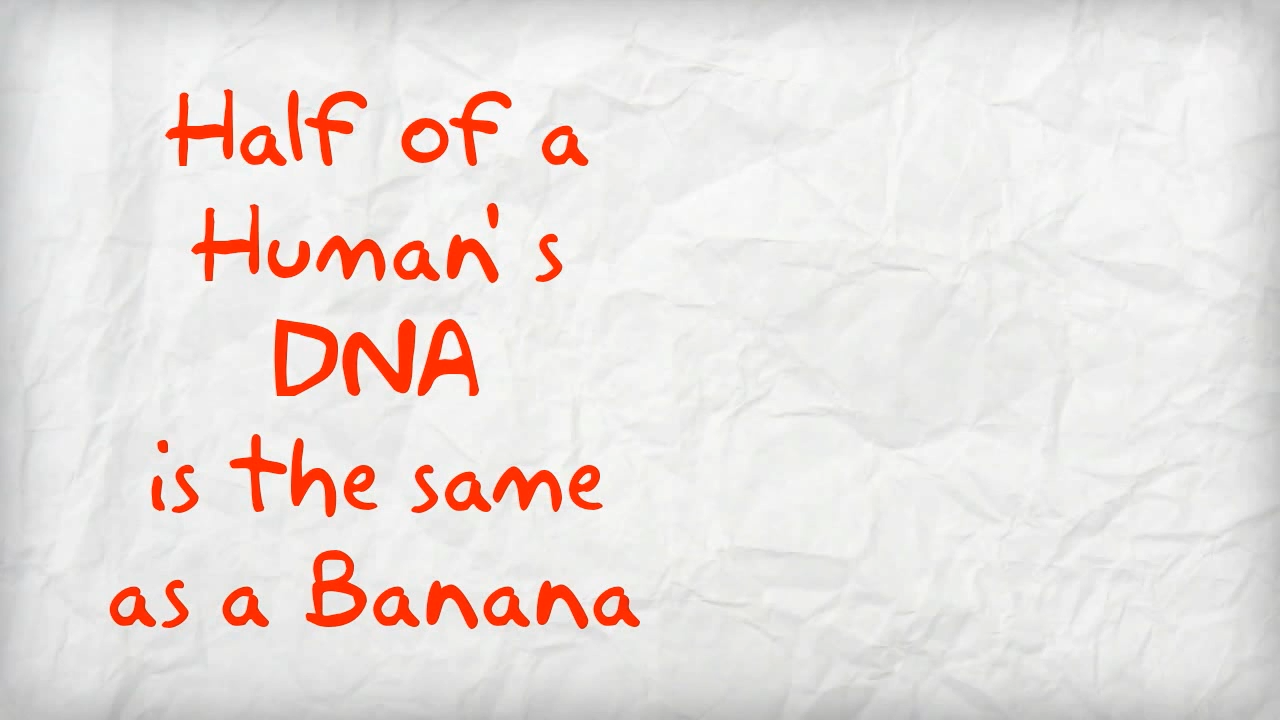 Half of a
Human's
DNA
is the same
as a Banana